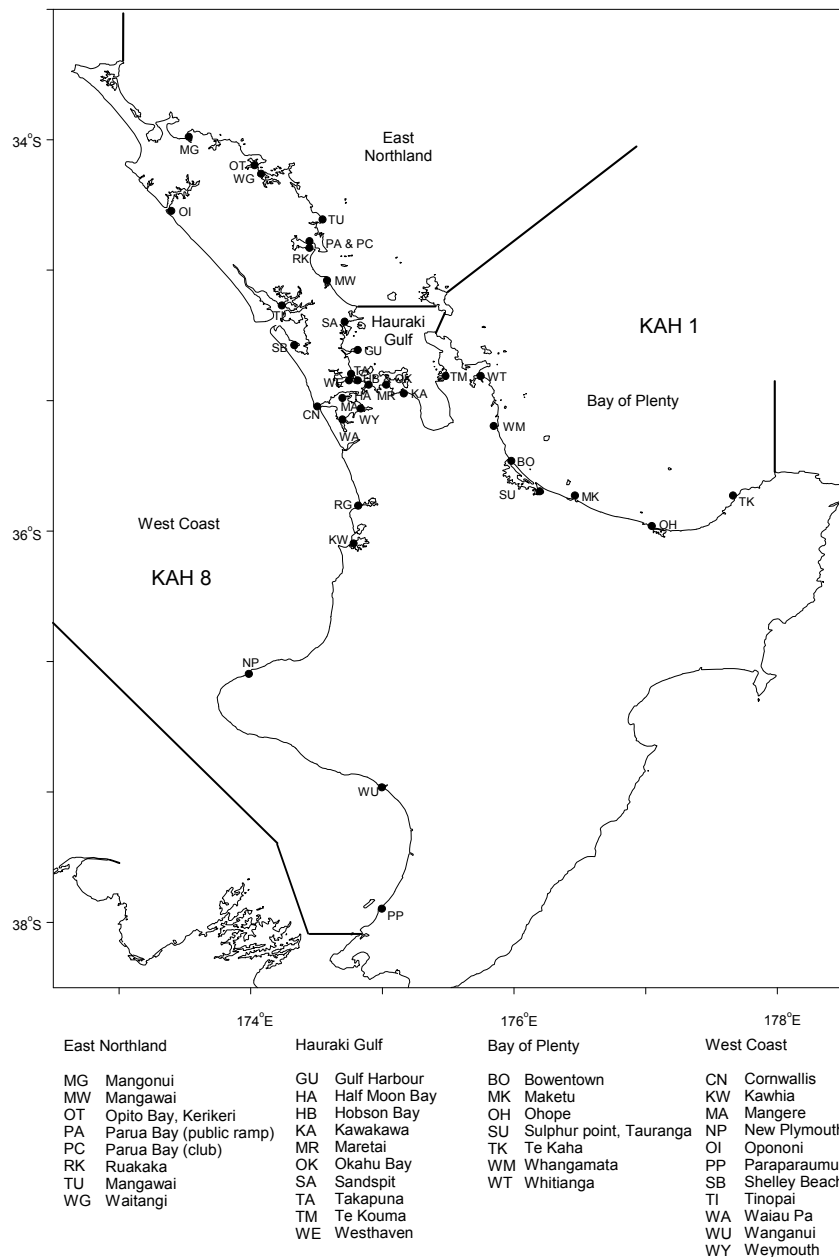 34°S
36°S
38°S
174°E
176°E
178°E
East
Northland
Hauraki
Gulf
KAH 1
Bay of Plenty
West Coast
KAH 8
MG
OT
WG
OI
TU
PA & PC
RK
MW
TI
SA
SB
GU
TA
WE
HB & OK
HA
MR
KA
MA
WY
CN
WA
TM
WT
WM
BO
SU
MK
OH
TK
RG
KW
NP
WU
PP
East Northland
MG Mangonui
MW Mangawai
OT Opito Bay, Kerikeri
PA Parua Bay (public ramp)
PC Parua Bay (club)
RK Ruakaka
TU Mangawai
WG Waitangi
Hauraki Gulf
GU Gulf Harbour
HA Half Moon Bay
HB Hobson Bay
KA Kawakawa
MR Maretai
OK Okahu Bay
SA Sandspit
TA Takapuna
TM Te Kouma
WE Westhaven
Bay of Plenty
BO Bowentown
MK Maketu
OH Ohope
SU Sulphur point, Tauranga
TK Te Kaha
WM Whangamata
WT Whitianga
West Coast
CN Cornwallis
KW Kawhia
MA Mangere
NP New Plymouth
OI Opononi
PP Paraparaumu
SB Shelley Beach
TI Tinopai
WA Waiau Pa
WU Wanganui
WY Weymouth